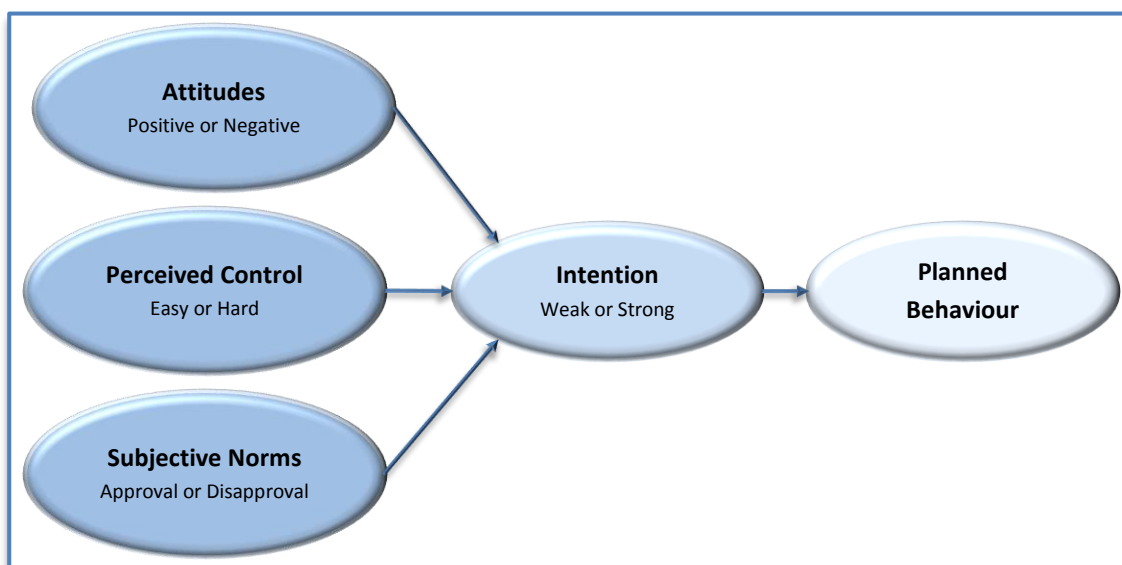 Attitudes
Positive or Negative
Perceived Control
Easy or Hard
Subjective Norms
Approval or Disapproval
Intention
Weak or Strong
Planned
Behaviour